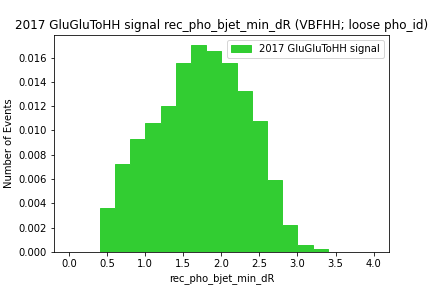 2017 GluGluToHH signal rec_pho_bjet_min_dR (VBFHH; loose pho_id)
2017 GluGluToHH signal
Number of Events
0.016
0.014
0.012
0.010
0.008
0.006
0.004
0.002
0.000
0.0 0.5 1.0 1.5 2.0 2.5 3.0 3.5 4.0
rec_pho_bjet_min_dR